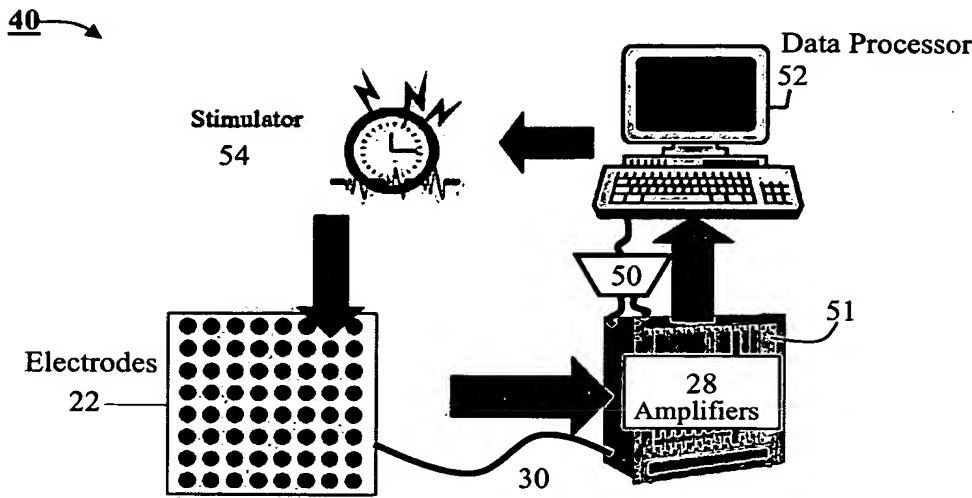 40
Data Processor
52
Stimulator
54
50
51
Electrodes
22
28
Amplifiers
30